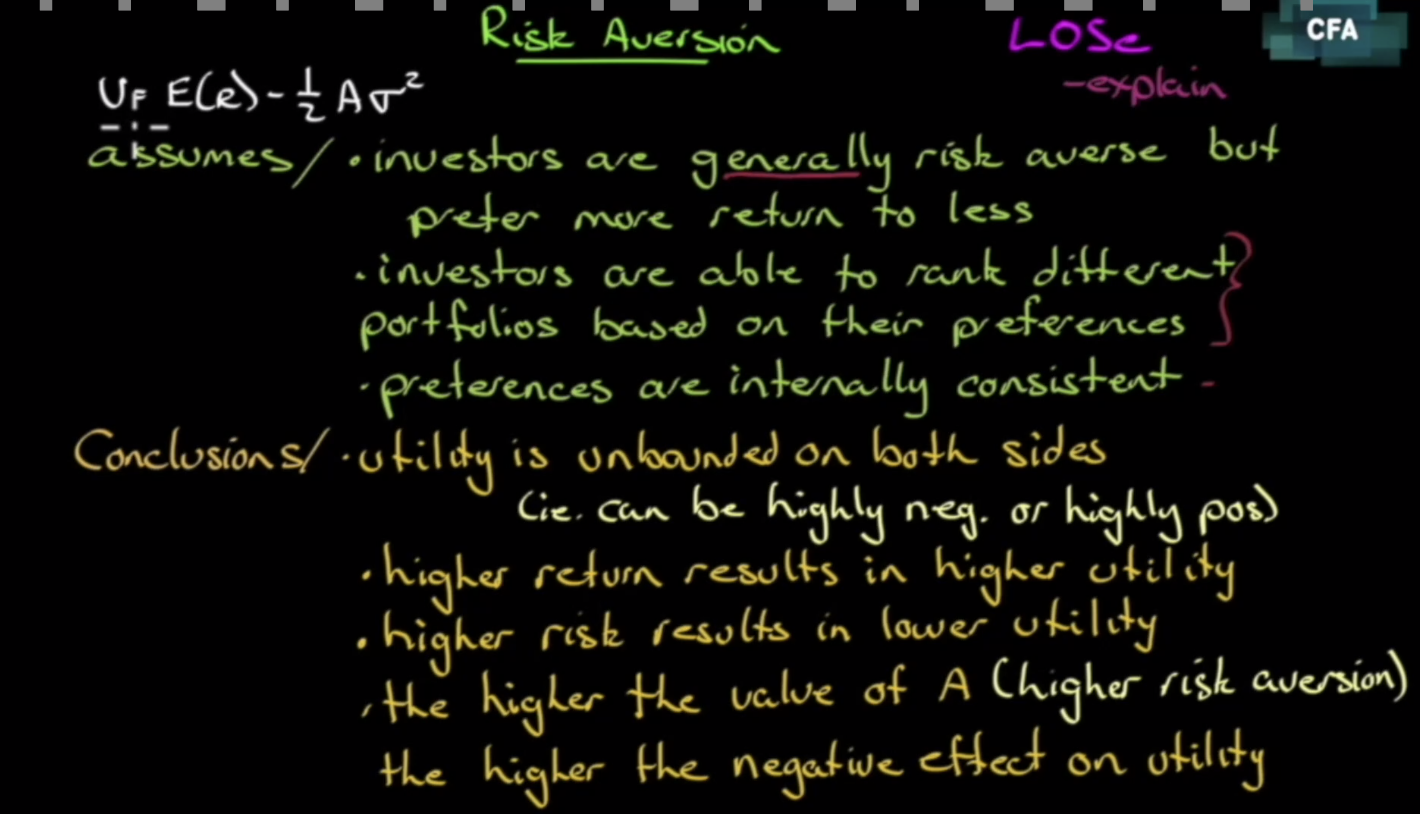 Risk Aversion
LOSe
CFA
-explain
U= E(R) - ½ A σ²
assumes/ • investors are generally risk averse but
prefer more return to less
• investors are able to rank different
portfolios based on their preferences
• preferences are internally consistent -
Conclusions/ • utility is unbounded on both sides
(ie. can be highly neg. or highly pos)
• higher return results in higher utility
• higher risk results in lower utility
• the higher the value of A (higher risk aversion)
the higher the negative effect on utility